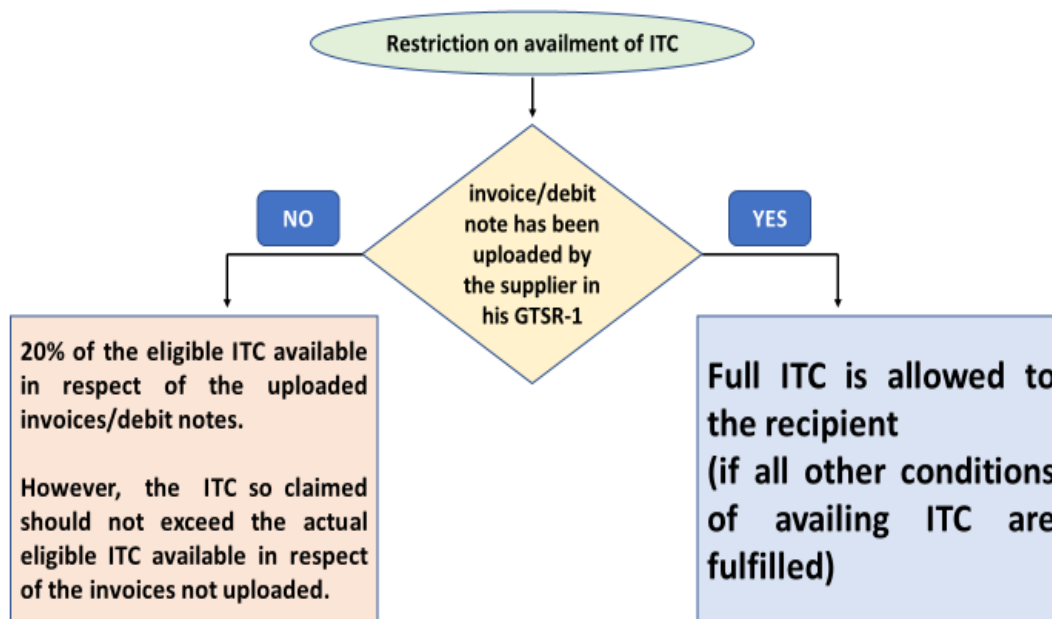 Restriction on availment of ITC
invoice/debit
note has been
uploaded by
the supplier in
his GTSR-1
NO
YES
20% of the eligible ITC available
in respect of the uploaded
invoices/debit notes.
However, the ITC so claimed
should not exceed the actual
eligible ITC available in respect
of the invoices not uploaded.
Full ITC is allowed to
the recipient
(if all other conditions
of availing ITC are
fulfilled)